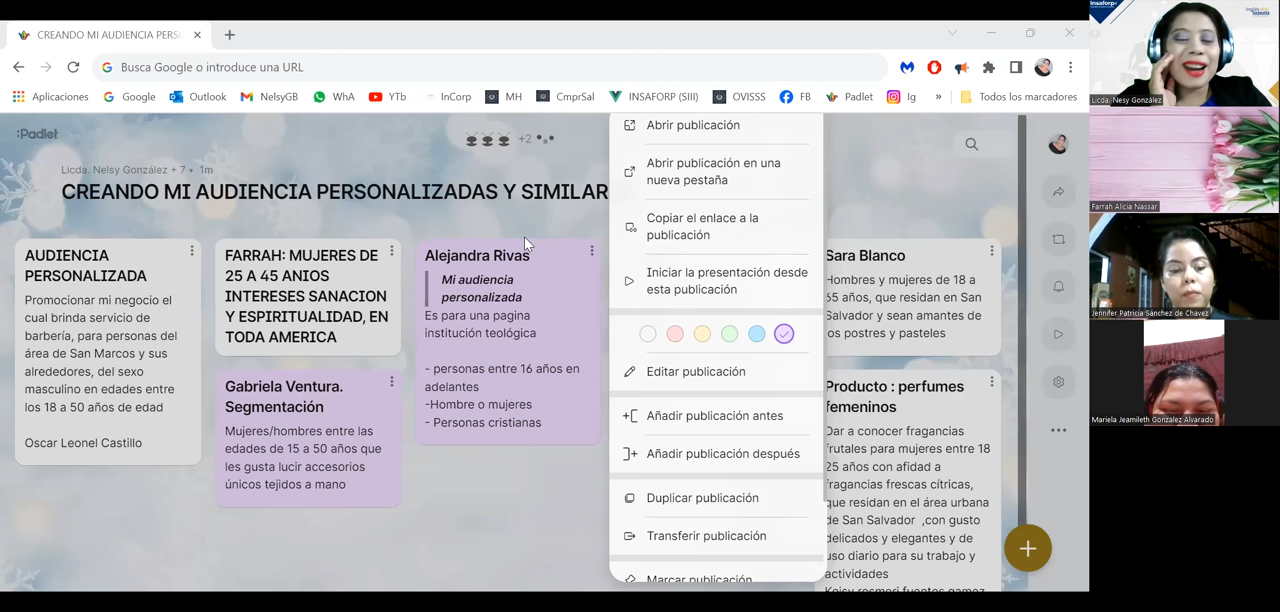 CREANDO MI AUDIENCIA PERS
Busca Google o introduce una URL
Aplicaciones
Google
Outlook
NelsyGB
WhA
YTb
InCorp
MH
CmprSal
INSAFORP (SIII)
OVISSS
FB
Padlet
Ig
»
Todos los marcadores
:Padlet
+2
Licda. Nelsy González + 7 • 1m
CREANDO MI AUDIENCIA PERSONALIZADAS Y SIMILAR
AUDIENCIA
PERSONALIZADA
Promocionar mi negocio el
cual brinda servicio de
barbería, para personas del
área de San Marcos y sus
alrededores, del sexo
masculino en edades entre
los 18 a 50 años de edad
Oscar Leonel Castillo
FARRAH: MUJERES DE
25 A 45 ANIOS
INTERESES SANACION
Y ESPIRITUALIDAD, EN
TODA AMERICA
Gabriela Ventura.
Segmentación
Mujeres/hombres entre las
edades de 15 a 50 años que
les gusta lucir accesorios
únicos tejidos a mano
Alejandra Rivas
Mi audiencia
personalizada
Es para una pagina
institución teológica
- personas entre 16 años en
adelantes
-Hombre o mujeres
- Personas cristianas
Abrir publicación
Abrir publicación en una
nueva pestaña
Copiar el enlace a la
publicación
Iniciar la presentación desde
esta publicación
Editar publicación
Añadir publicación antes
Añadir publicación después
Duplicar publicación
Transferir publicación
Marcar publicación
Sara Blanco
Hombres y mujeres de 18 a
65 años, que residan en San
Salvador y sean amantes de
los postres y pasteles
Producto : perfumes
femeninos
Dar a conocer fragancias
frutales para mujeres entre 18
25 años con afidad a
fragancias frescas cítricas,
que residan en el área urbana
de San Salvador ,con gusto
delicados y elegantes y de
uso diario para su trabajo y
actividades
Keisy rosmeri fuentes gamez
Insaforp
Licda. Nesy González
Farrah Alicia Nassar
Jennifer Patricia Sánchez de Chavez
Mariela Jeamileth González Alvarado